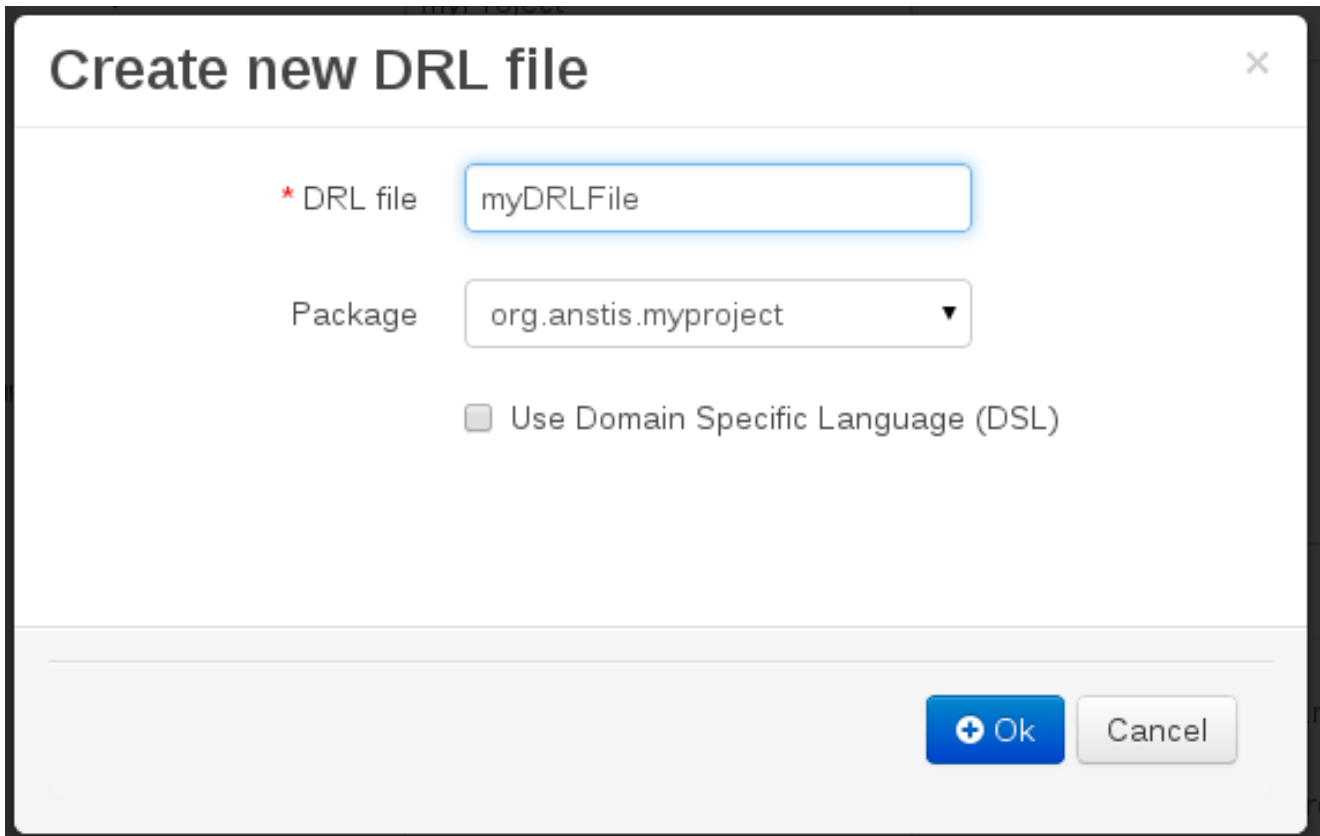 Create new DRL file
×
* DRL file
myDRLFile
Package
org.anstis.myproject
Use Domain Specific Language (DSL)
Ok
Cancel